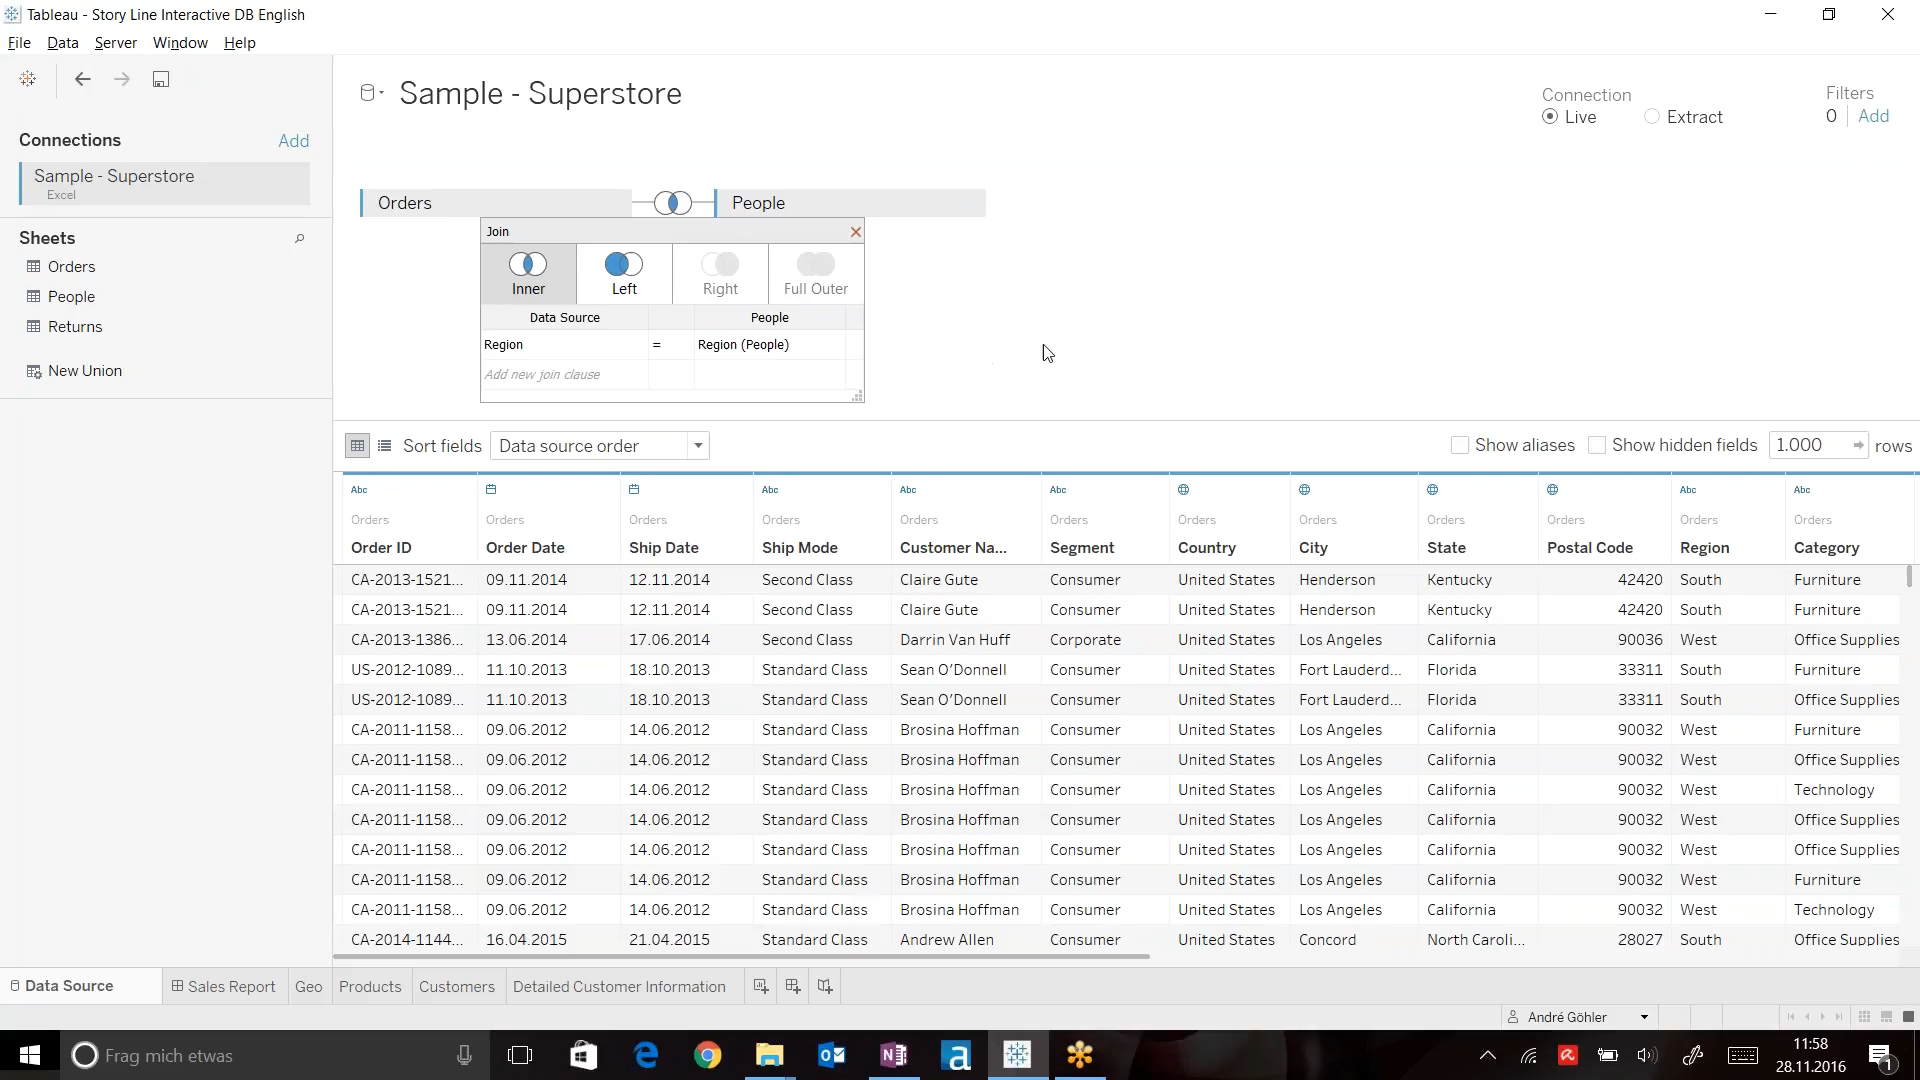 Tableau - Story Line Interactive DB English
File Data Server Window Help
Connections Add
Sample - Superstore
Excel
Sheets
Orders
People
Returns
New Union
Sample - Superstore
Connection
Live Extract
Filters
0 Add
Orders People
Join
Inner Left Right Full Outer
Data Source People
Region = Region (People)
Add new join clause
Sort fields Data source order Show aliases Show hidden fields 1.000 rows
Abc Abc Abc Abc Abc Abc
Orders Orders Orders Orders Orders Orders Orders Orders Orders Orders Orders Orders
Order ID Order Date Ship Date Ship Mode Customer Na... Segment Country City State Postal Code Region Category
CA-2013-1521... 09.11.2014 12.11.2014 Second Class Claire Gute Consumer United States Henderson Kentucky 42420 South Furniture
CA-2013-1521... 09.11.2014 12.11.2014 Second Class Claire Gute Consumer United States Henderson Kentucky 42420 South Furniture
CA-2013-1386... 13.06.2014 17.06.2014 Second Class Darrin Van Huff Corporate United States Los Angeles California 90036 West Office Supplies
US-2012-1089... 11.10.2013 18.10.2013 Standard Class Sean O’Donnell Consumer United States Fort Lauderd... Florida 33311 South Furniture
US-2012-1089... 11.10.2013 18.10.2013 Standard Class Sean O’Donnell Consumer United States Fort Lauderd... Florida 33311 South Office Supplies
CA-2011-1158... 09.06.2012 14.06.2012 Standard Class Brosina Hoffman Consumer United States Los Angeles California 90032 West Furniture
CA-2011-1158... 09.06.2012 14.06.2012 Standard Class Brosina Hoffman Consumer United States Los Angeles California 90032 West Office Supplies
CA-2011-1158... 09.06.2012 14.06.2012 Standard Class Brosina Hoffman Consumer United States Los Angeles California 90032 West Technology
CA-2011-1158... 09.06.2012 14.06.2012 Standard Class Brosina Hoffman Consumer United States Los Angeles California 90032 West Office Supplies
CA-2011-1158... 09.06.2012 14.06.2012 Standard Class Brosina Hoffman Consumer United States Los Angeles California 90032 West Office Supplies
CA-2011-1158... 09.06.2012 14.06.2012 Standard Class Brosina Hoffman Consumer United States Los Angeles California 90032 West Furniture
CA-2011-1158... 09.06.2012 14.06.2012 Standard Class Brosina Hoffman Consumer United States Los Angeles California 90032 West Technology
CA-2014-1144... 16.04.2015 21.04.2015 Standard Class Andrew Allen Consumer United States Concord North Caroli... 28027 South Office Supplies
Data Source Sales Report Geo Products Customers Detailed Customer Information
André Göhler
Frag mich etwas
11:58
28.11.2016
1